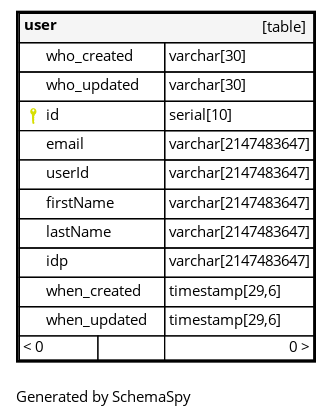 user [table]
who_created varchar[30]
who_updated varchar[30]
id serial[10]
email varchar[2147483647]
userId varchar[2147483647]
firstName varchar[2147483647]
lastName varchar[2147483647]
idp varchar[2147483647]
when_created timestamp[29,6]
when_updated timestamp[29,6]
< 0 0 >
Generated by SchemaSpy